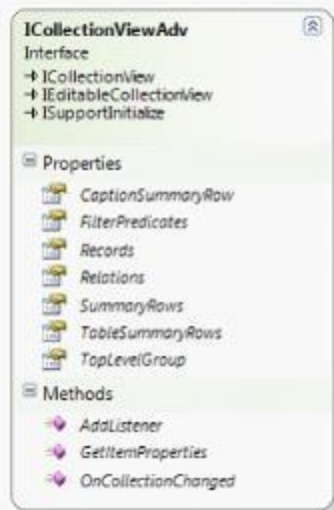 ICollectionViewAdv
Interface
ICollectionView
IEditableCollectionView
ISupportInitialize
Properties
CaptionSummaryRow
FilterPredicates
Records
Relations
SummaryRows
TableSummaryRows
TopLevelGroup
Methods
AddListener
GetItemProperties
OnCollectionChanged